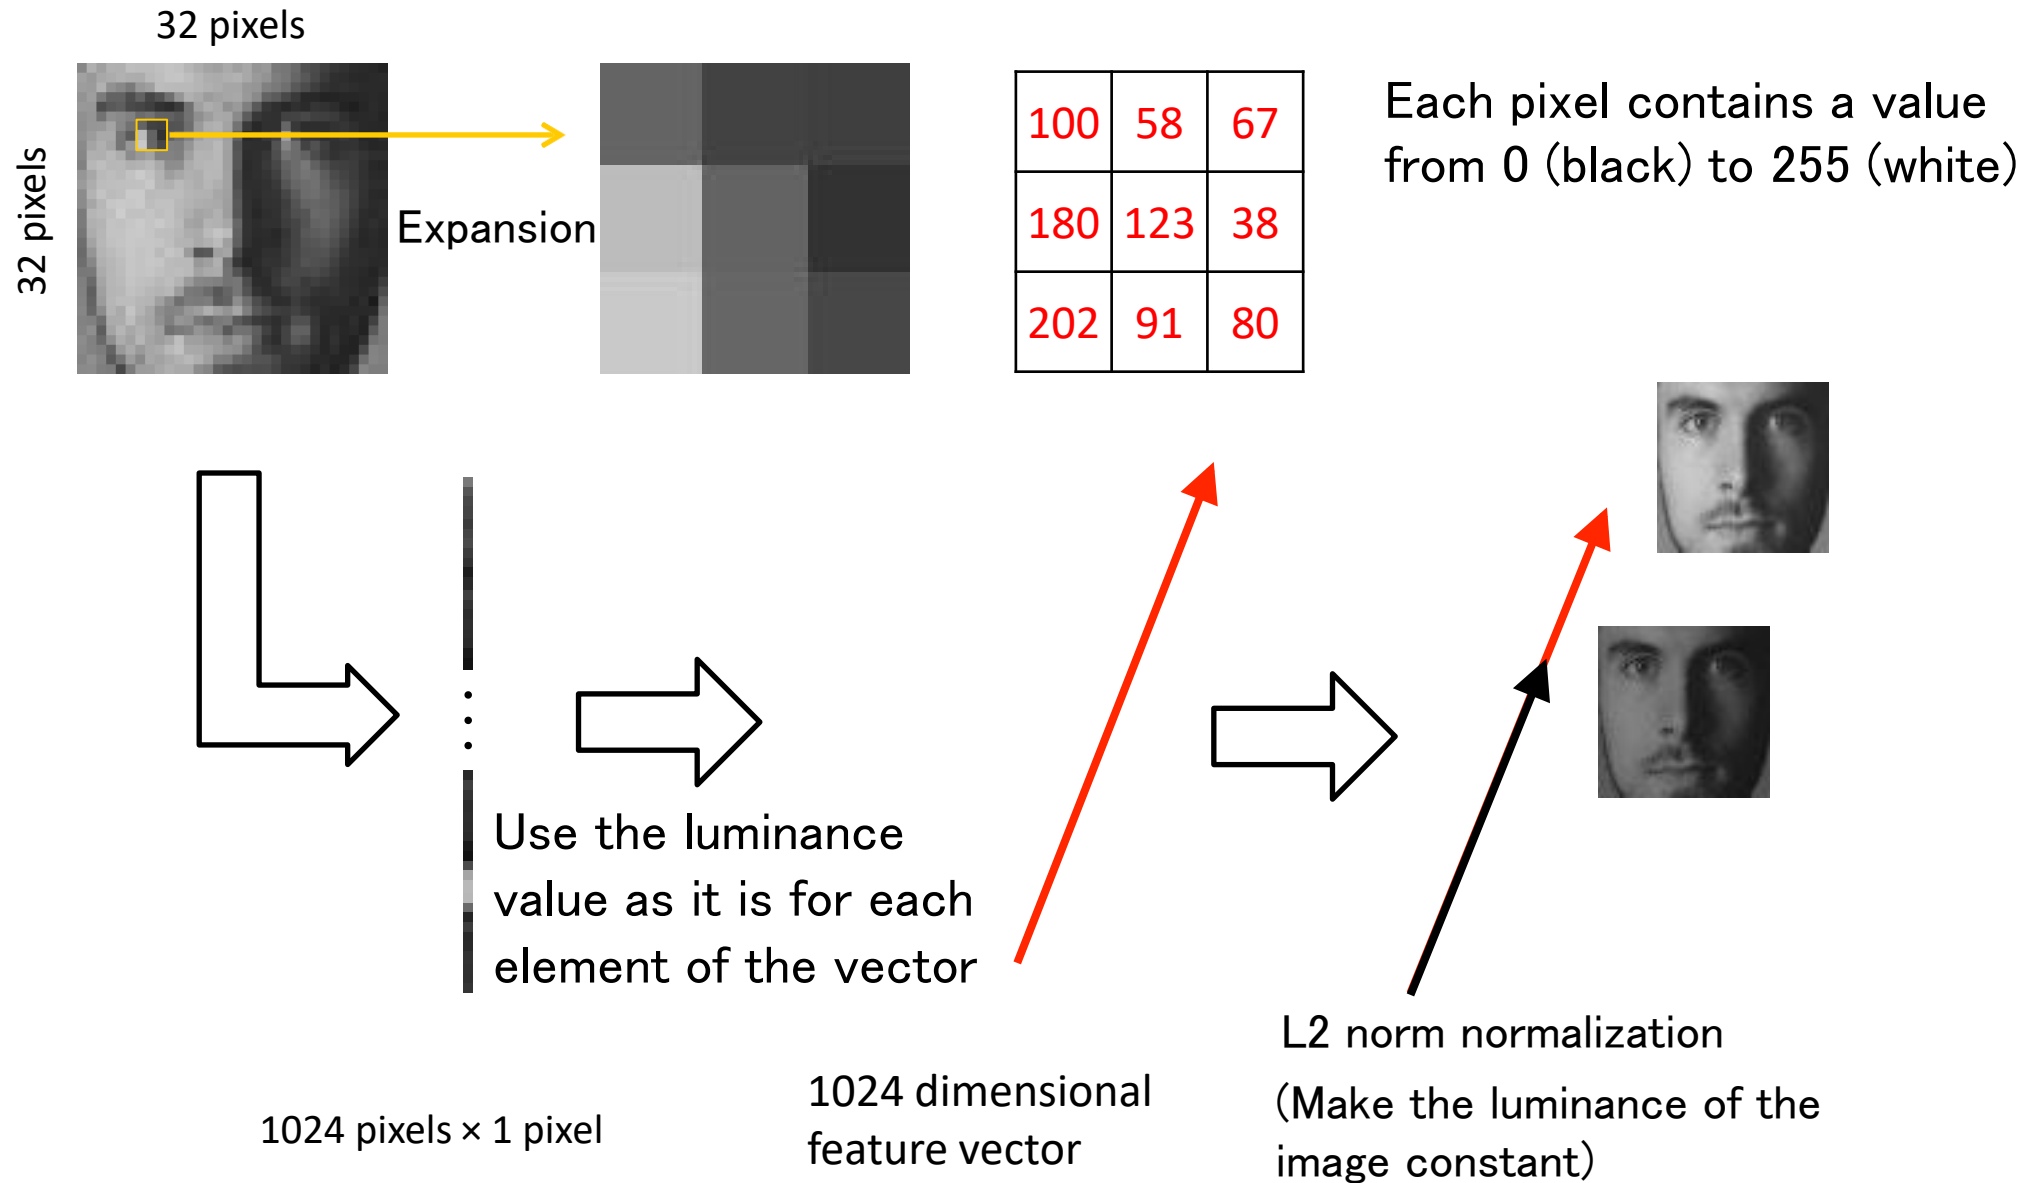 32 pixels
32 pixels
Expansion
100 58 67
180 123 38
202 91 80
Each pixel contains a value
from 0 (black) to 255 (white)
Use the luminance
value as it is for each
element of the vector
1024 pixels × 1 pixel
1024 dimensional
feature vector
L2 norm normalization
(Make the luminance of the
image constant)